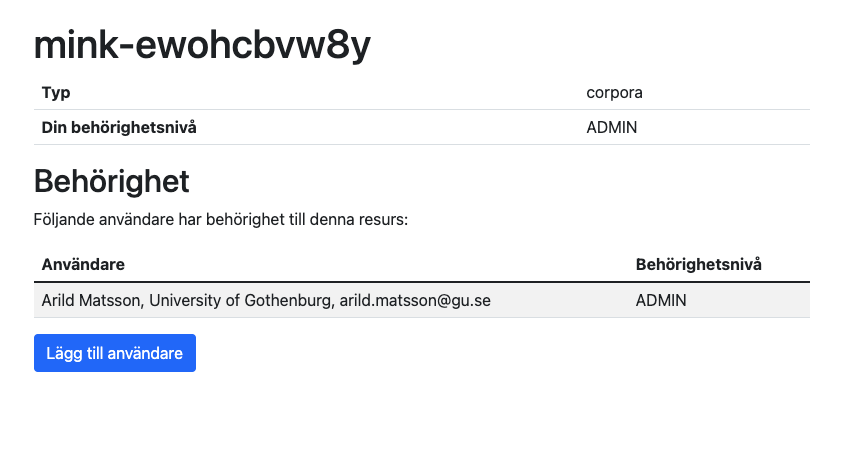 mink-ewohcbvw8y
Typ corpora
Din behörighetsnivå ADMIN
Behörighet
Följande användare har behörighet till denna resurs:
Användare Behörighetsnivå
Arild Matsson, University of Gothenburg, arild.matsson@gu.se ADMIN
Lägg till användare